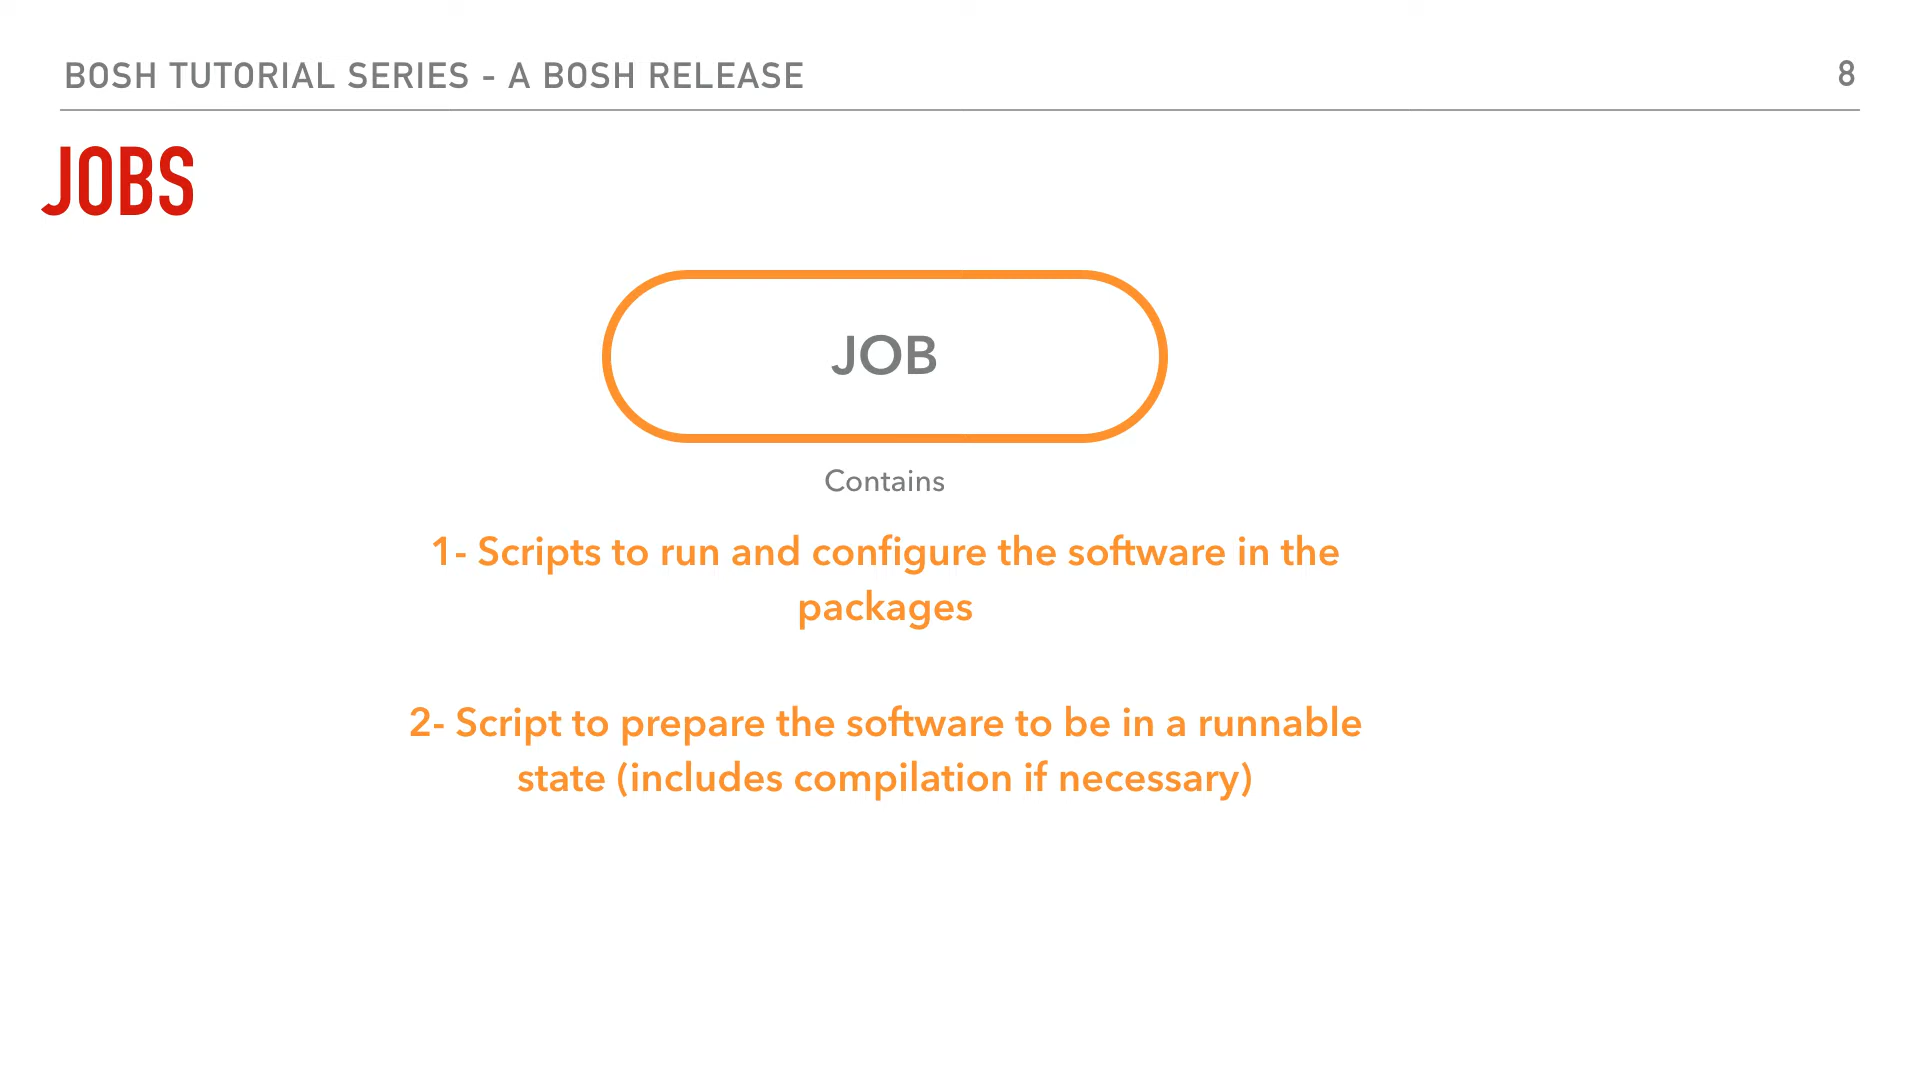 BOSH TUTORIAL SERIES - A BOSH RELEASE
8
JOBS
JOB
Contains
1- Scripts to run and configure the software in the
packages
2- Script to prepare the software to be in a runnable
state (includes compilation if necessary)